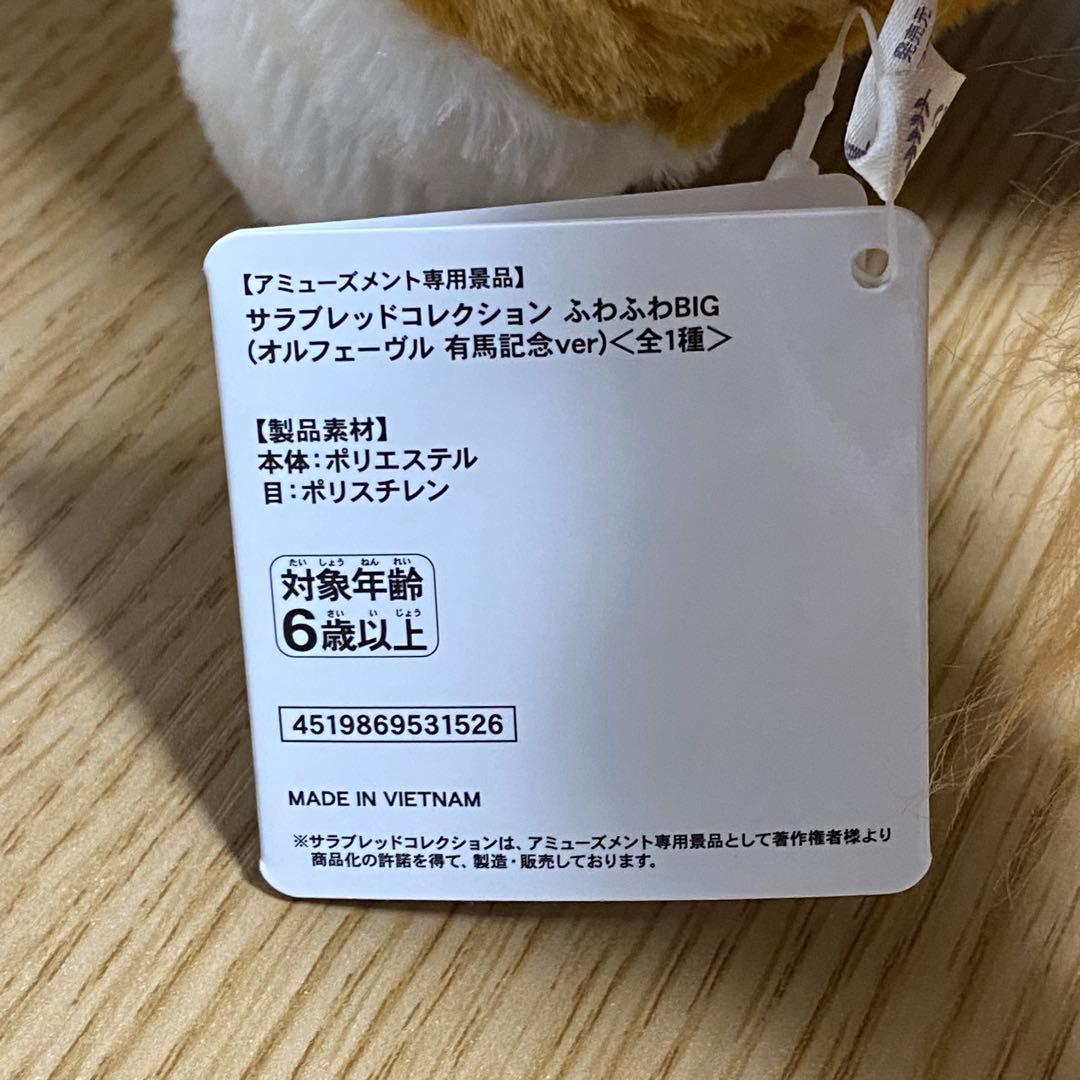 【アミューズメント専用景品】
サラブレッドコレクション ふわふわBIG
(オルフェーヴル 有馬記念ver)＜全1種＞
【製品素材】
本体：ポリエステル
目：ポリスチレン
たいしょうねんれい
対象年齢
さいいじょう
6歳以上
4519869531526
MADE IN VIETNAM
※サラブレッドコレクションは、アミューズメント専用景品として著作権者様より
商品化の許諾を得て、製造・販売しております。
発売元